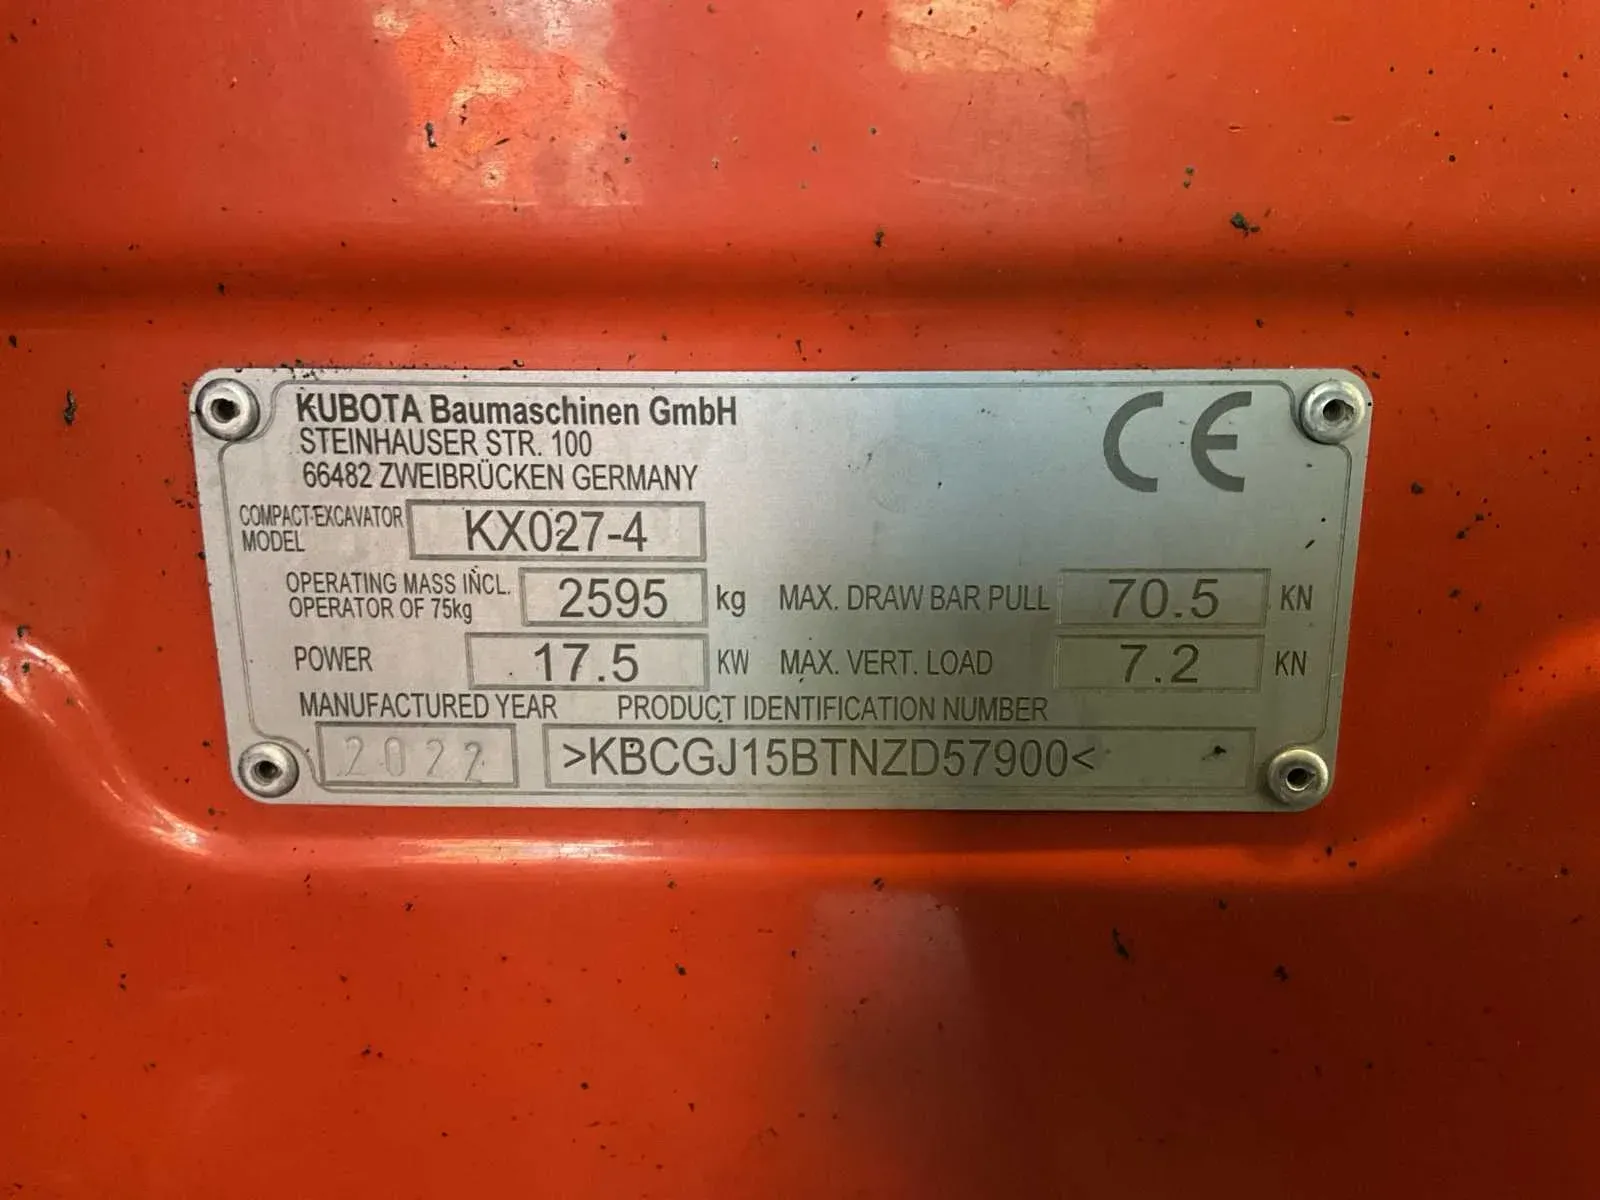 KUBOTA Baumaschinen GmbH
STEINHAUSER STR. 100
66482 ZWEIBRÜCKEN GERMANY
CE
COMPACT-EXCAVATOR
MODEL
KX027-4
OPERATING MASS INCL.
OPERATOR OF 75kg
2595 kg
MAX. DRAW BAR PULL 70.5 KN
POWER 17.5 KW
MAX. VERT. LOAD 7.2 KN
MANUFACTURED YEAR
2022
PRODUCT IDENTIFICATION NUMBER
>KBCGJ15BTNZD57900<